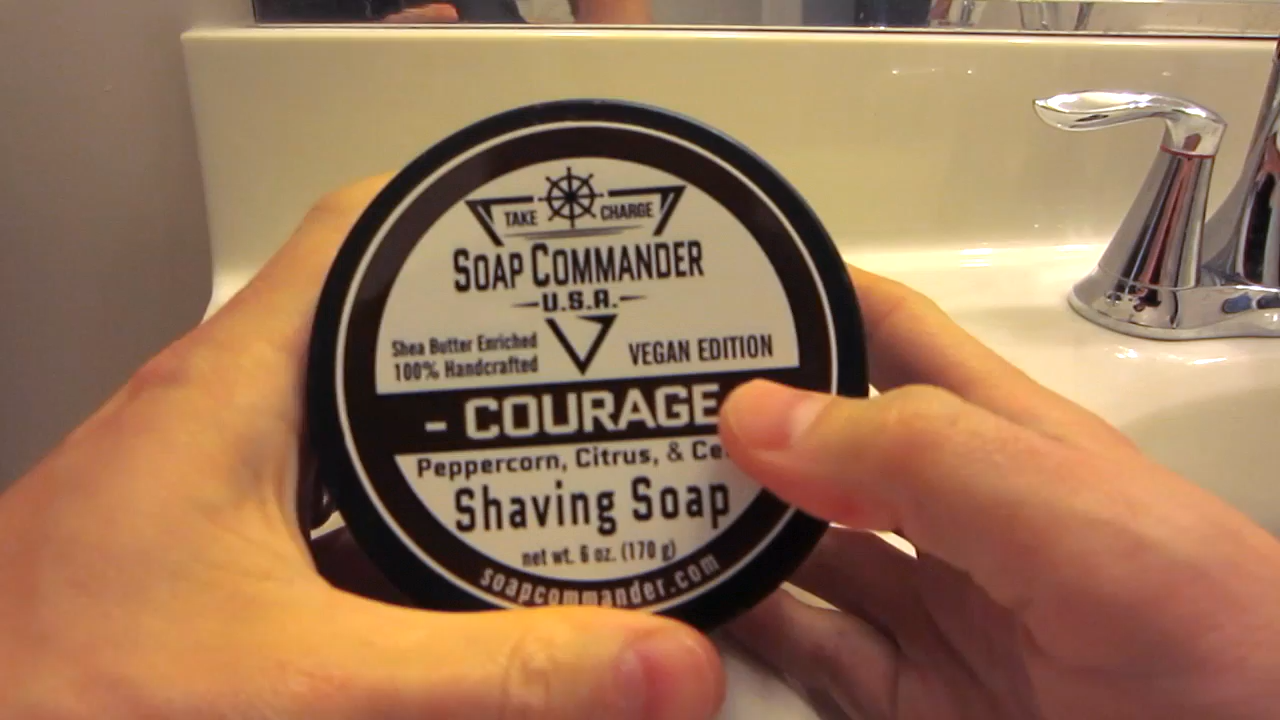 TAKE CHARGE
SOAP COMMANDER
-U.S.A.-
Shea Butter Enriched
100% Handcrafted
VEGAN EDITION
- COURAGE
Peppercorn, Citrus, &
Shaving Soap
net wt. 6 oz. (170 g)
soapcommander.com